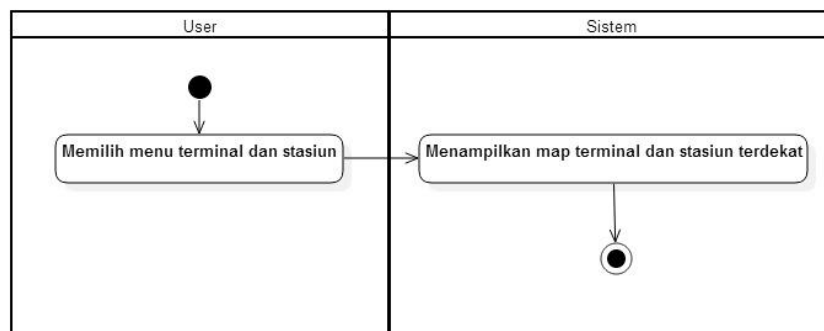 User
Sistem
Memilih menu terminal dan stasiun
Menampilkan map terminal dan stasiun terdekat